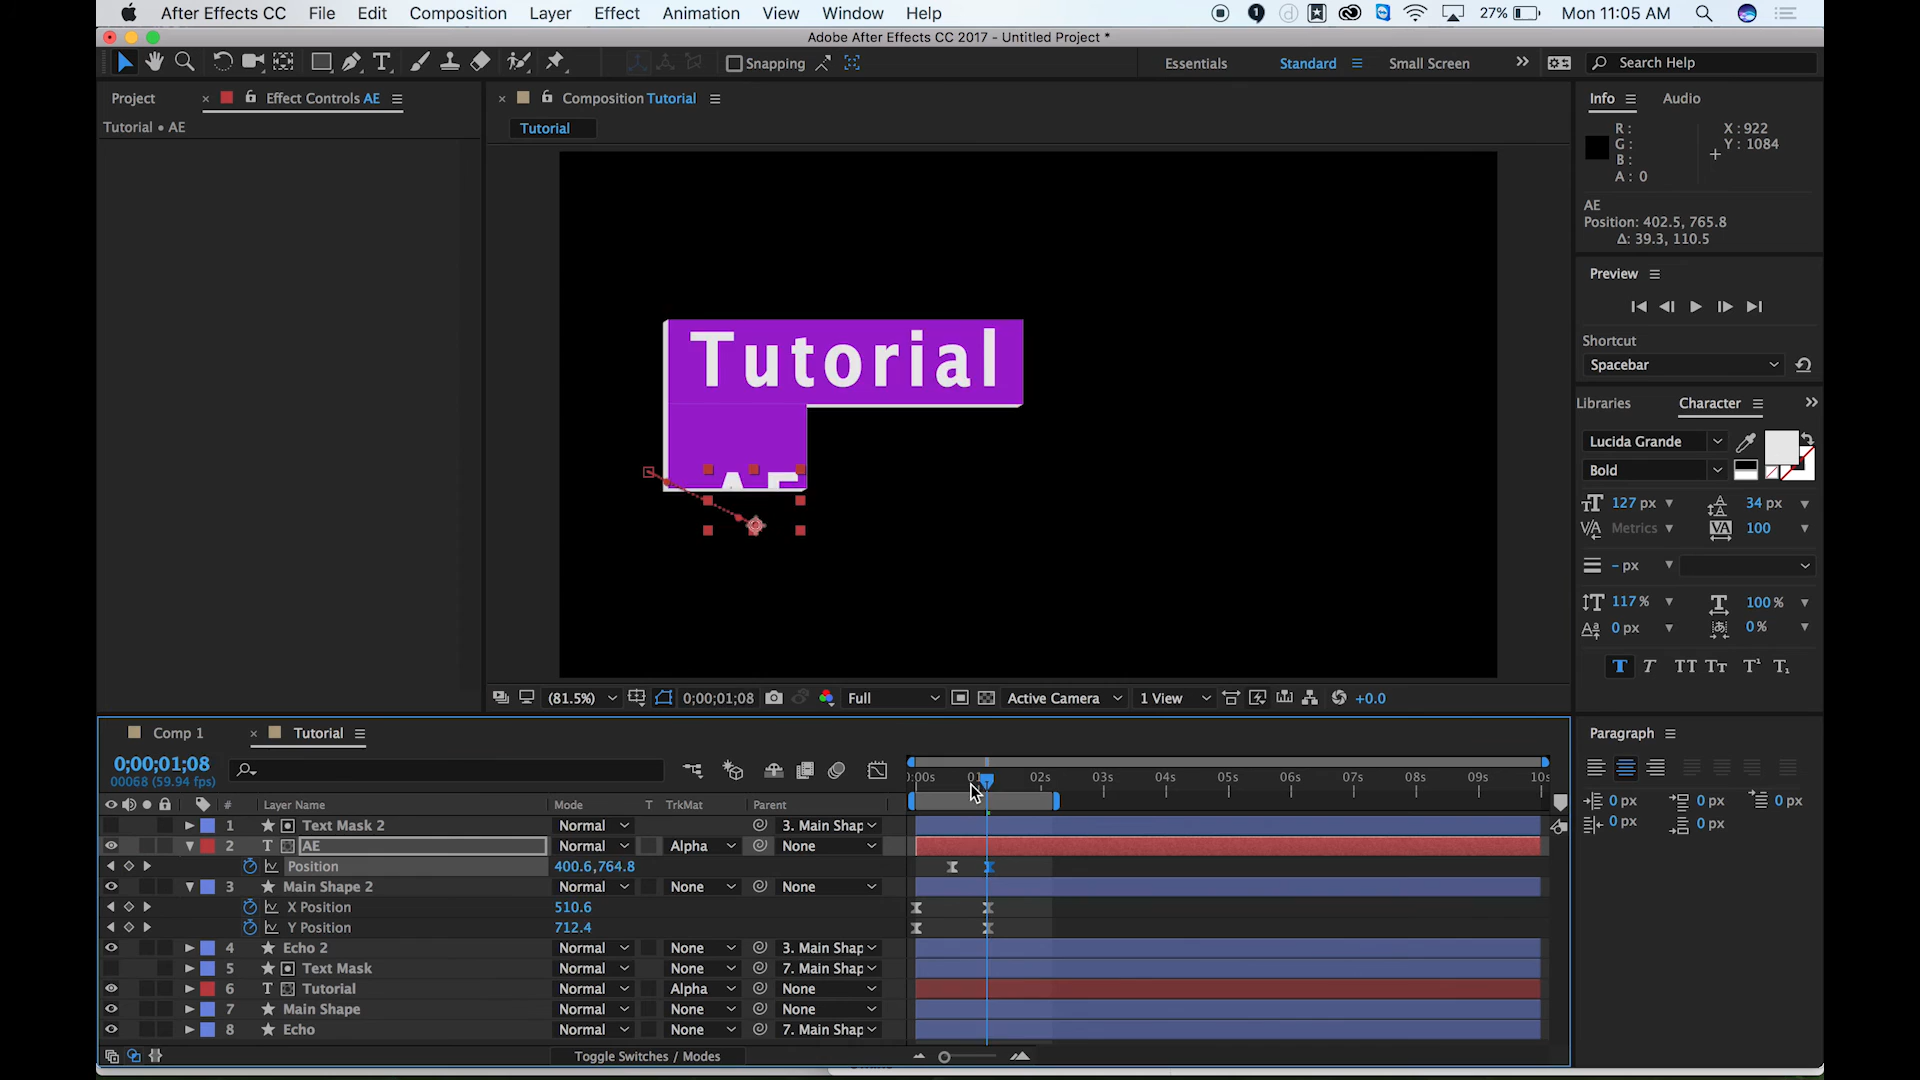 After Effects CC File Edit Composition Layer Effect Animation View Window Help 27% Mon 11:05 AM
Adobe After Effects CC 2017 - Untitled Project *
Snapping Essentials Standard Small Screen Search Help
Project Effect Controls AE Composition Tutorial Info Audio
Tutorial • AE
Tutorial
R :
G :
B :
A : 0
X : 922
Y : 1084
AE
Position: 402.5, 765.8
Δ: 39.3, 110.5
Preview
Shortcut
Spacebar
Libraries Character
Lucida Grande
Bold
127 px 34 px
Metrics 100
- px
117 % 100 %
0 px 0 %
T T TT Tт T¹ T₁
Tutorial
AE
(81.5%) 0;00;01;08 Full Active Camera 1 View +0.0
Comp 1 Tutorial
0;00;01;08
00068 (59.94 fps)
:00s 01 02s 03s 04s 05s 06s 07s 08s 09s 10s
# Layer Name Mode T TrkMat Parent
1 Text Mask 2 Normal 3. Main Shap
2 AE Normal Alpha None
Position 400.6,764.8
3 Main Shape 2 Normal None None
X Position 510.6
Y Position 712.4
4 Echo 2 Normal None 3. Main Shap
5 Text Mask Normal None 7. Main Shap
6 Tutorial Normal Alpha None
7 Main Shape Normal None None
8 Echo Normal None 7. Main Shap
Toggle Switches / Modes
Paragraph
0 px 0 px 0 px
0 px 0 px